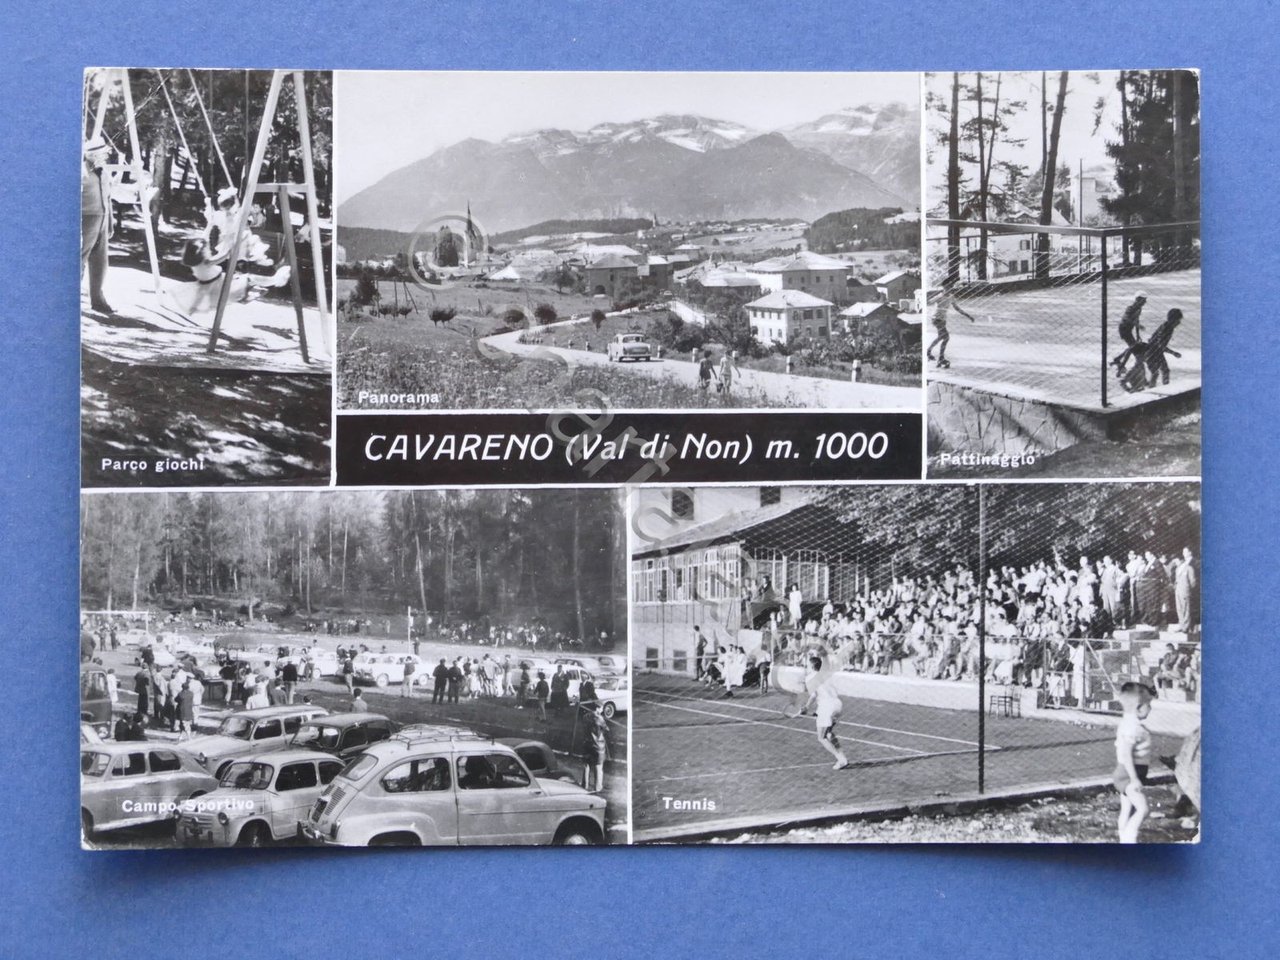 Parco giochi
Panorama
Pattinaggio
CAVARENO (Val di Non) m. 1000
Campo Sportivo
Tennis